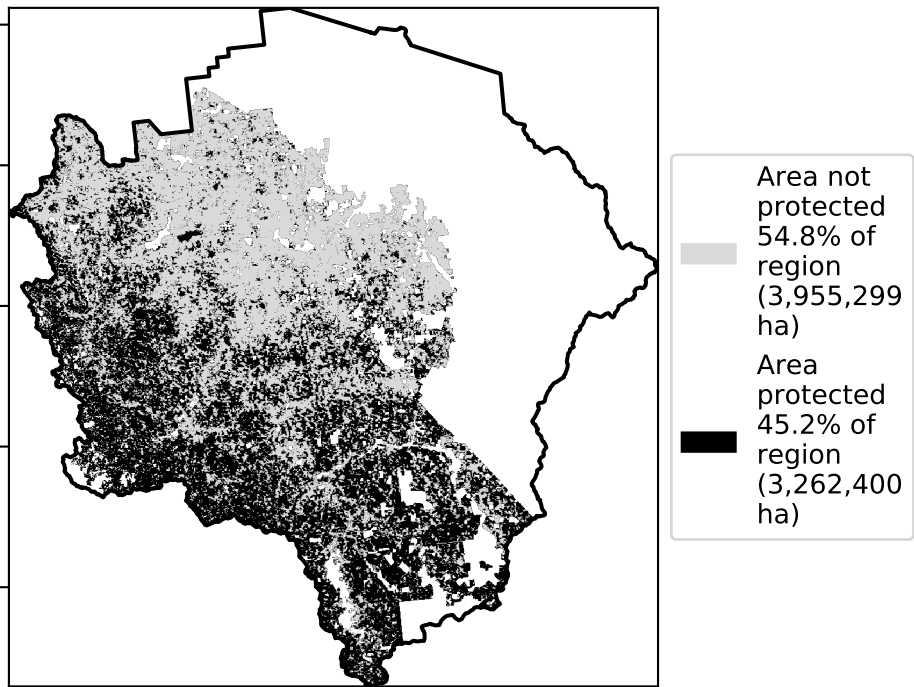 Area not
protected
54.8% of
region
(3,955,299
ha)
Area
protected
45.2% of
region
(3,262,400
ha)